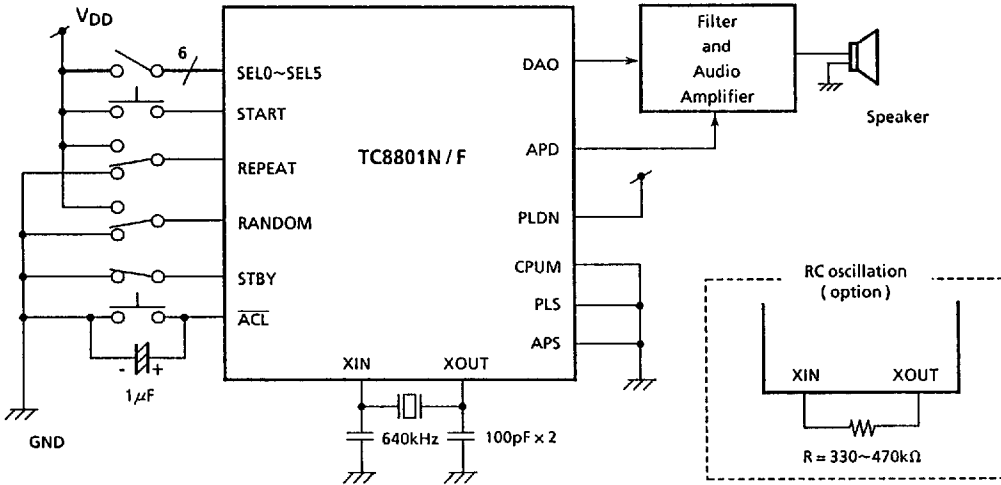 VDD
6
SEL0~SEL5
START
REPEAT
RANDOM
STBY
ACL
- +
1μF
GND
TC8801N / F
DAO
APD
PLDN
CPUM
PLS
APS
XIN
XOUT
640kHz
100pF x 2
Filter
and
Audio
Amplifier
Speaker
RC oscillation
( option )
XIN
XOUT
R = 330~470kΩ